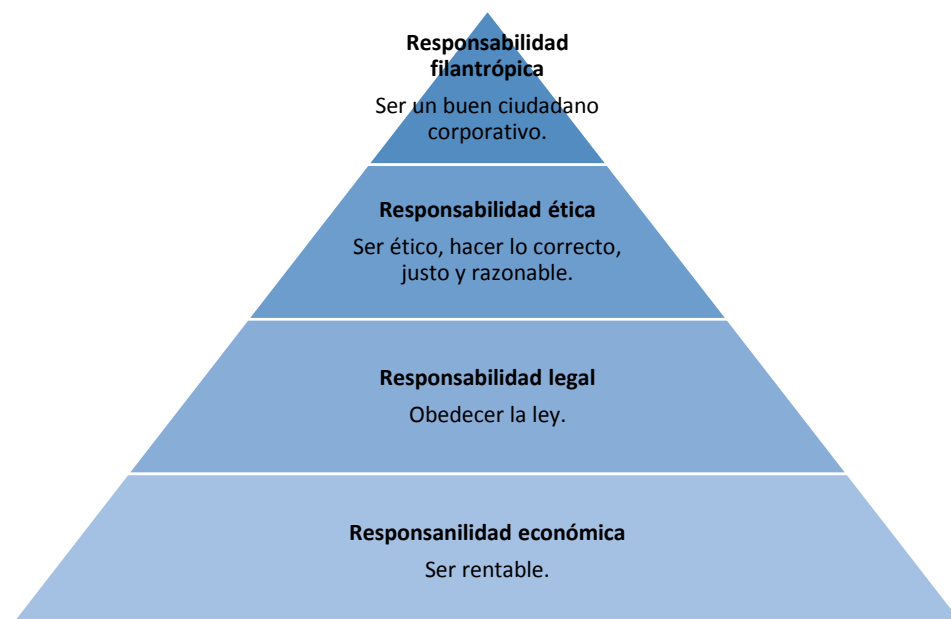 Responsabilidad
filantrópica
Ser un buen ciudadano
corporativo.
Responsabilidad ética
Ser ético, hacer lo correcto,
justo y razonable.
Responsabilidad legal
Obedecer la ley.
Responsanilidad económica
Ser rentable.